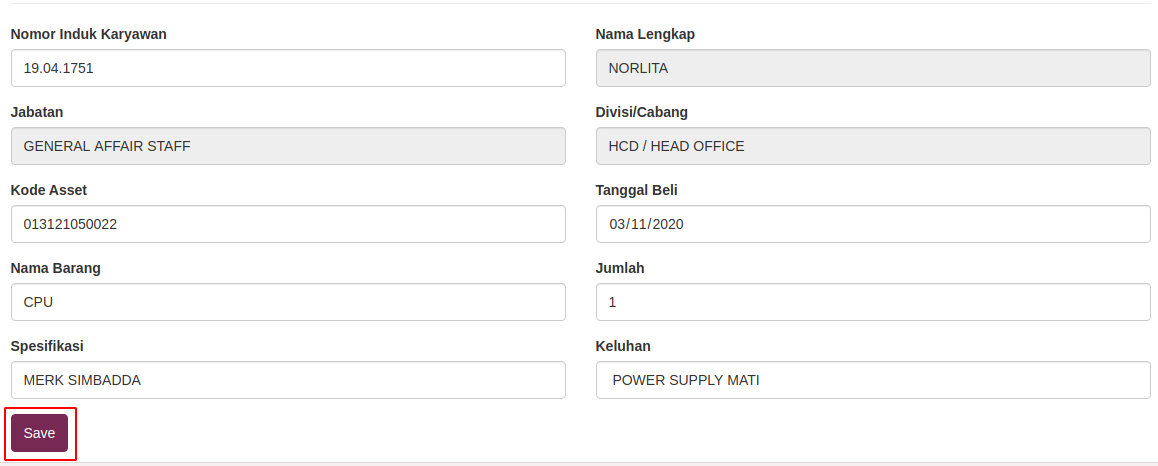 Nomor Induk Karyawan
Nama Lengkap
19.04.1751
NORLITA
Jabatan
Divisi/Cabang
GENERAL AFFAIR STAFF
HCD / HEAD OFFICE
Kode Asset
Tanggal Beli
013121050022
03/11/2020
Nama Barang
Jumlah
CPU
1
Spesifikasi
Keluhan
MERK SIMBADDA
POWER SUPPLY MATI
Save